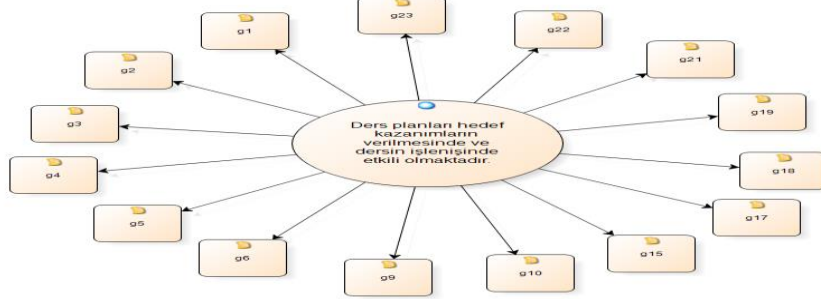 g23
g1
g22
g2
g21
g3
g19
g4
g18
g5
g17
g6
g15
g9
g10
Ders planları hedef
kazanımların
verilmesinde ve
dersin işlenişinde
etkili olmaktadır.